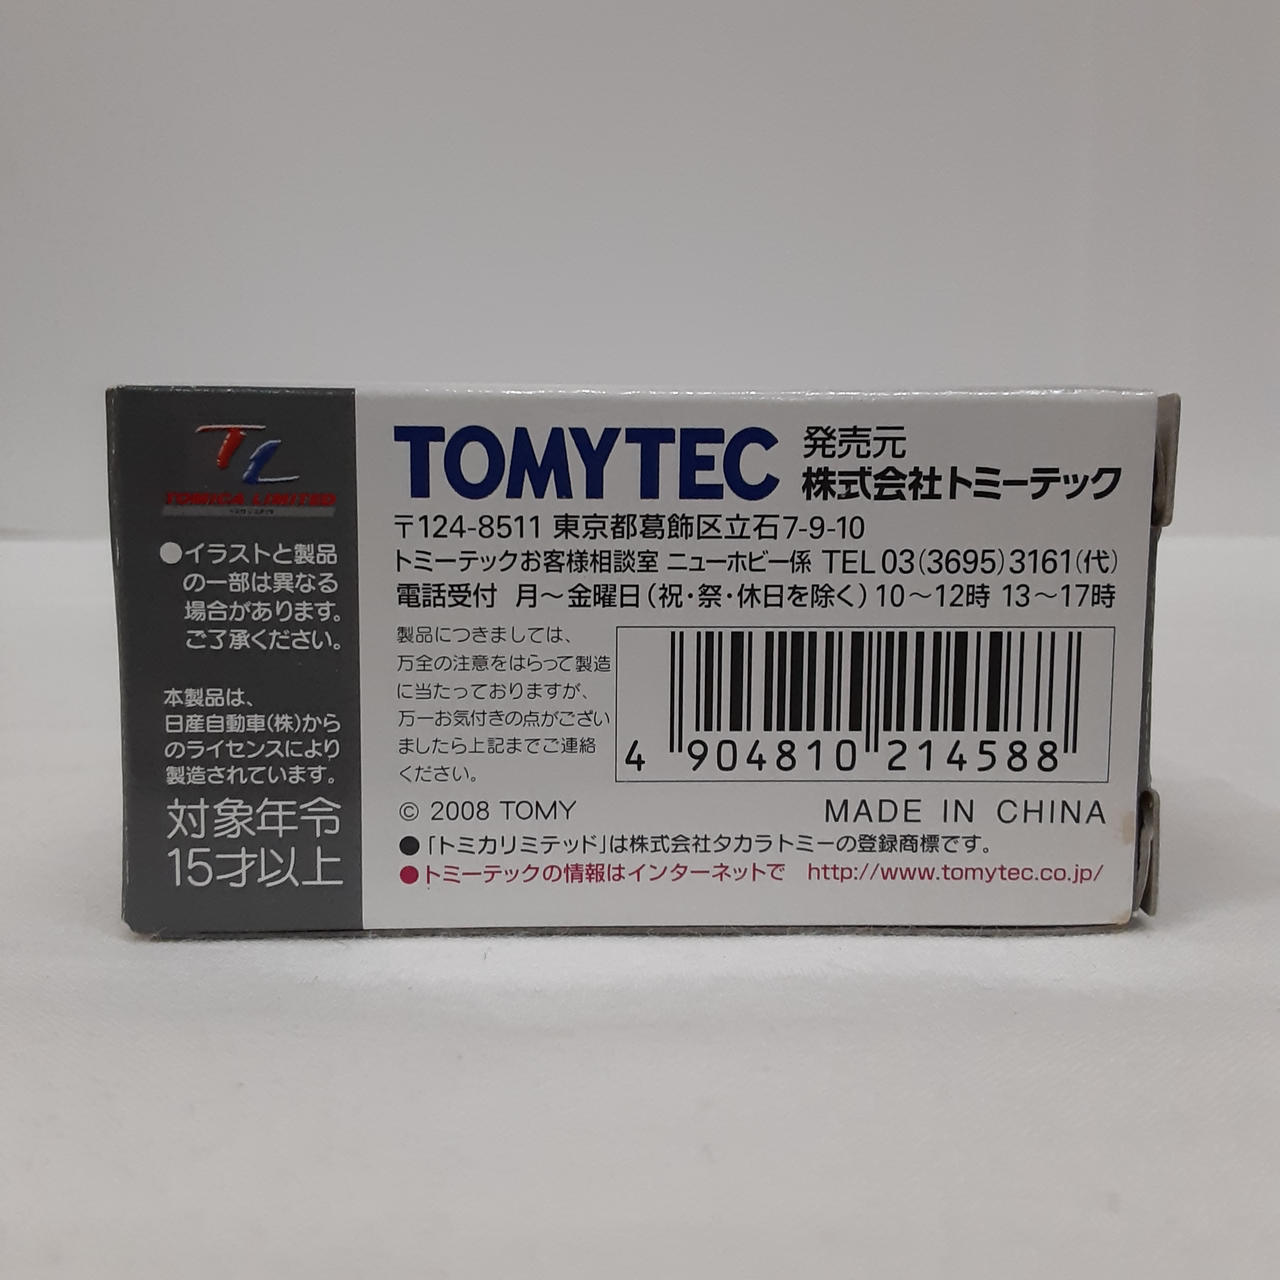 TL
TOMICA LIMITED
●イラストと製品
の一部は異なる
場合があります。
ご了承ください。
本製品は、
日産自動車(株)から
のライセンスにより
製造されています。
対象年令
15才以上
TOMYTEC
発売元
株式会社トミーテック
〒124-8511 東京都葛飾区立石7-9-10
トミーテックお客様相談室 ニューホビー係 TEL 03(3695)3161(代)
電話受付 月〜金曜日(祝・祭・休日を除く) 10〜12時 13〜17時
製品につきましては、
万全の注意をはらって製造
に当たっておりますが、
万一お気付きの点がござい
ましたら上記までご連絡
ください。
4 904810 214588
© 2008 TOMY
MADE IN CHINA
●「トミカリミテッド」は株式会社タカラトミーの登録商標です。
●トミーテックの情報はインターネットで http://www.tomytec.co.jp/